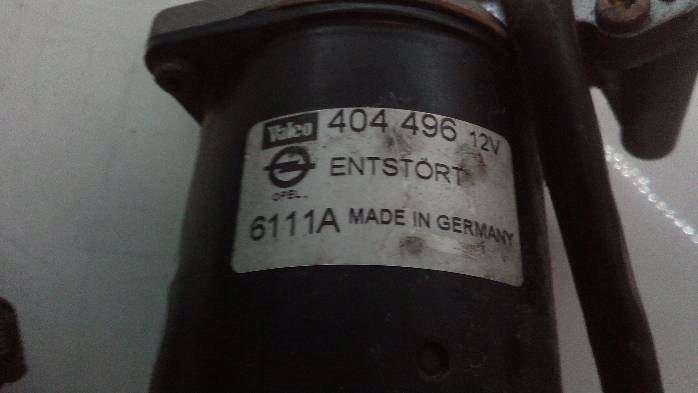 Valeo 404 496 12V
ENTSTÖRT
OPEL
6111A MADE IN GERMANY